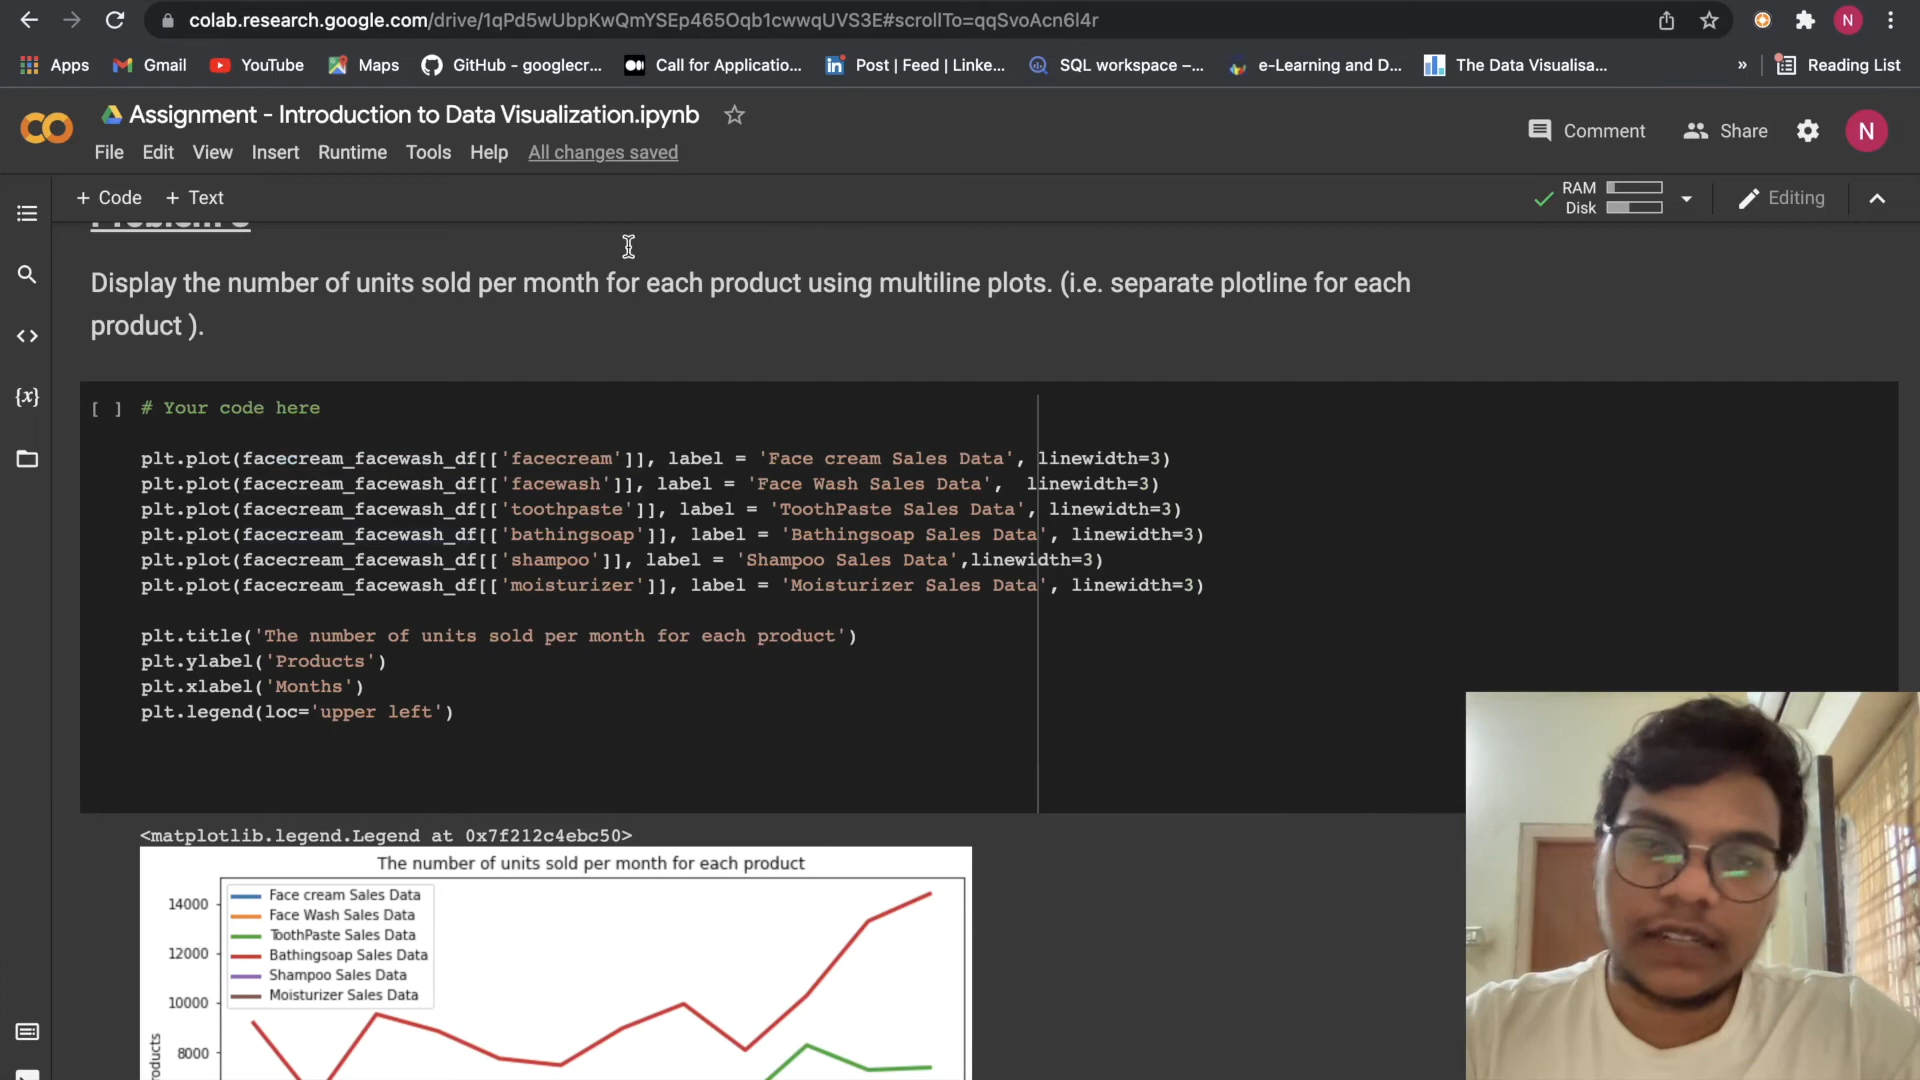 colab.research.google.com/drive/1qPd5wUbpKwQmYSEp465Oqb1cwwqUVS3E#scrollTo=qqSvoAcn6l4r
N
Apps Gmail YouTube Maps GitHub - googlecr... Call for Applicatio... Post | Feed | Linke... SQL workspace –... e-Learning and D... The Data Visualisa... » Reading List
Assignment - Introduction to Data Visualization.ipynb
Comment Share N
File Edit View Insert Runtime Tools Help All changes saved
+ Code + Text
RAM
Disk
Editing
Display the number of units sold per month for each product using multiline plots. (i.e. separate plotline for each
product ).
[ ] # Your code here
plt.plot(facecream_facewash_df[['facecream']], label = 'Face cream Sales Data', linewidth=3)
plt.plot(facecream_facewash_df[['facewash']], label = 'Face Wash Sales Data',  linewidth=3)
plt.plot(facecream_facewash_df[['toothpaste']], label = 'ToothPaste Sales Data', linewidth=3)
plt.plot(facecream_facewash_df[['bathingsoap']], label = 'Bathingsoap Sales Data', linewidth=3)
plt.plot(facecream_facewash_df[['shampoo']], label = 'Shampoo Sales Data',linewidth=3)
plt.plot(facecream_facewash_df[['moisturizer']], label = 'Moisturizer Sales Data', linewidth=3)
plt.title('The number of units sold per month for each product')
plt.ylabel('Products')
plt.xlabel('Months')
plt.legend(loc='upper left')
<matplotlib.legend.Legend at 0x7f212c4ebc50>
The number of units sold per month for each product
Face cream Sales Data
Face Wash Sales Data
ToothPaste Sales Data
Bathingsoap Sales Data
Shampoo Sales Data
Moisturizer Sales Data
14000
12000
10000
8000